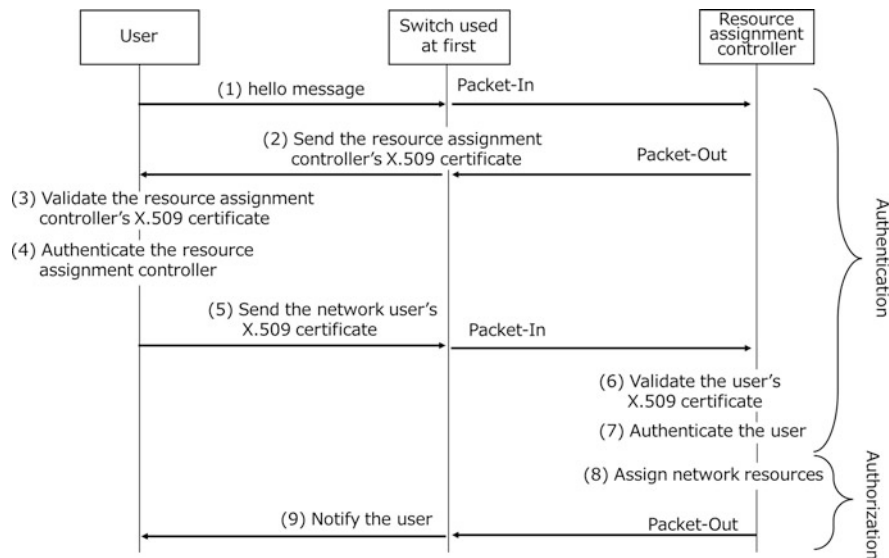 User
Switch used
at first
Resource
assignment
controller
(1) hello message
Packet-In
(2) Send the resource assignment
controller's X.509 certificate
Packet-Out
(3) Validate the resource assignment
controller's X.509 certificate
(4) Authenticate the resource
assignment controller
(5) Send the network user's
X.509 certificate
Packet-In
(6) Validate the user's
X.509 certificate
(7) Authenticate the user
Authentication
(8) Assign network resources
(9) Notify the user
Packet-Out
Authorization